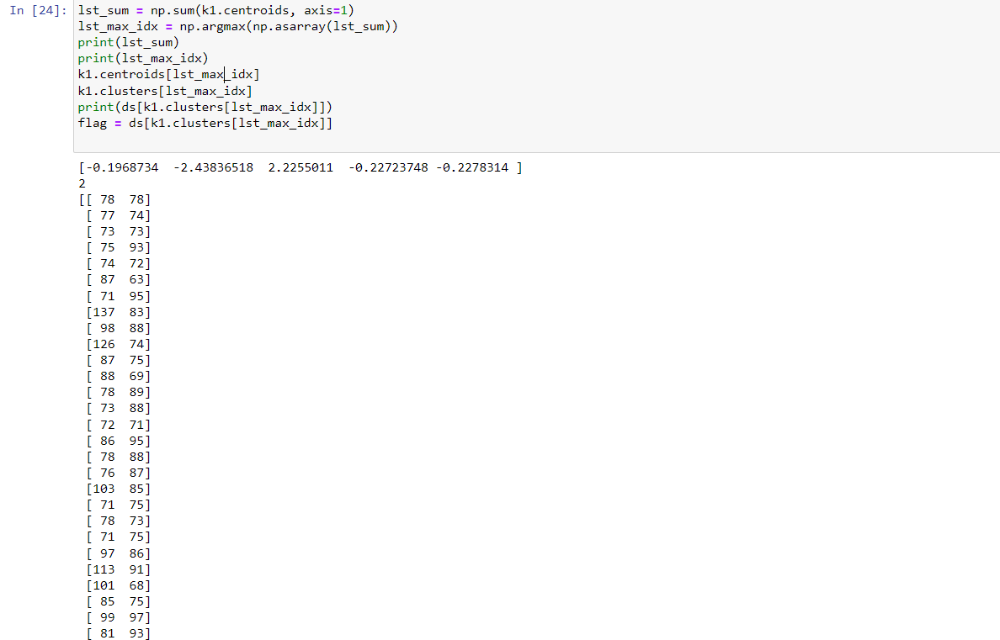 In [24]: lst_sum = np.sum(k1.centroids, axis=1)
lst_max_idx = np.argmax(np.asarray(lst_sum))
print(lst_sum)
print(lst_max_idx)
k1.centroids[lst_max_idx]
k1.clusters[lst_max_idx]
print(ds[k1.clusters[lst_max_idx]])
flag = ds[k1.clusters[lst_max_idx]]
[-0.1968734  -2.43836518  2.2255011  -0.22723748 -0.2278314 ]
2
[[ 78  78]
 [ 77  74]
 [ 73  73]
 [ 75  93]
 [ 74  72]
 [ 87  63]
 [ 71  95]
 [137  83]
 [ 98  88]
 [126  74]
 [ 87  75]
 [ 88  69]
 [ 78  89]
 [ 73  88]
 [ 72  71]
 [ 86  95]
 [ 78  88]
 [ 76  87]
 [103  85]
 [ 71  75]
 [ 78  73]
 [ 71  75]
 [ 97  86]
 [113  91]
 [101  68]
 [ 85  75]
 [ 99  97]
 [ 81  93]